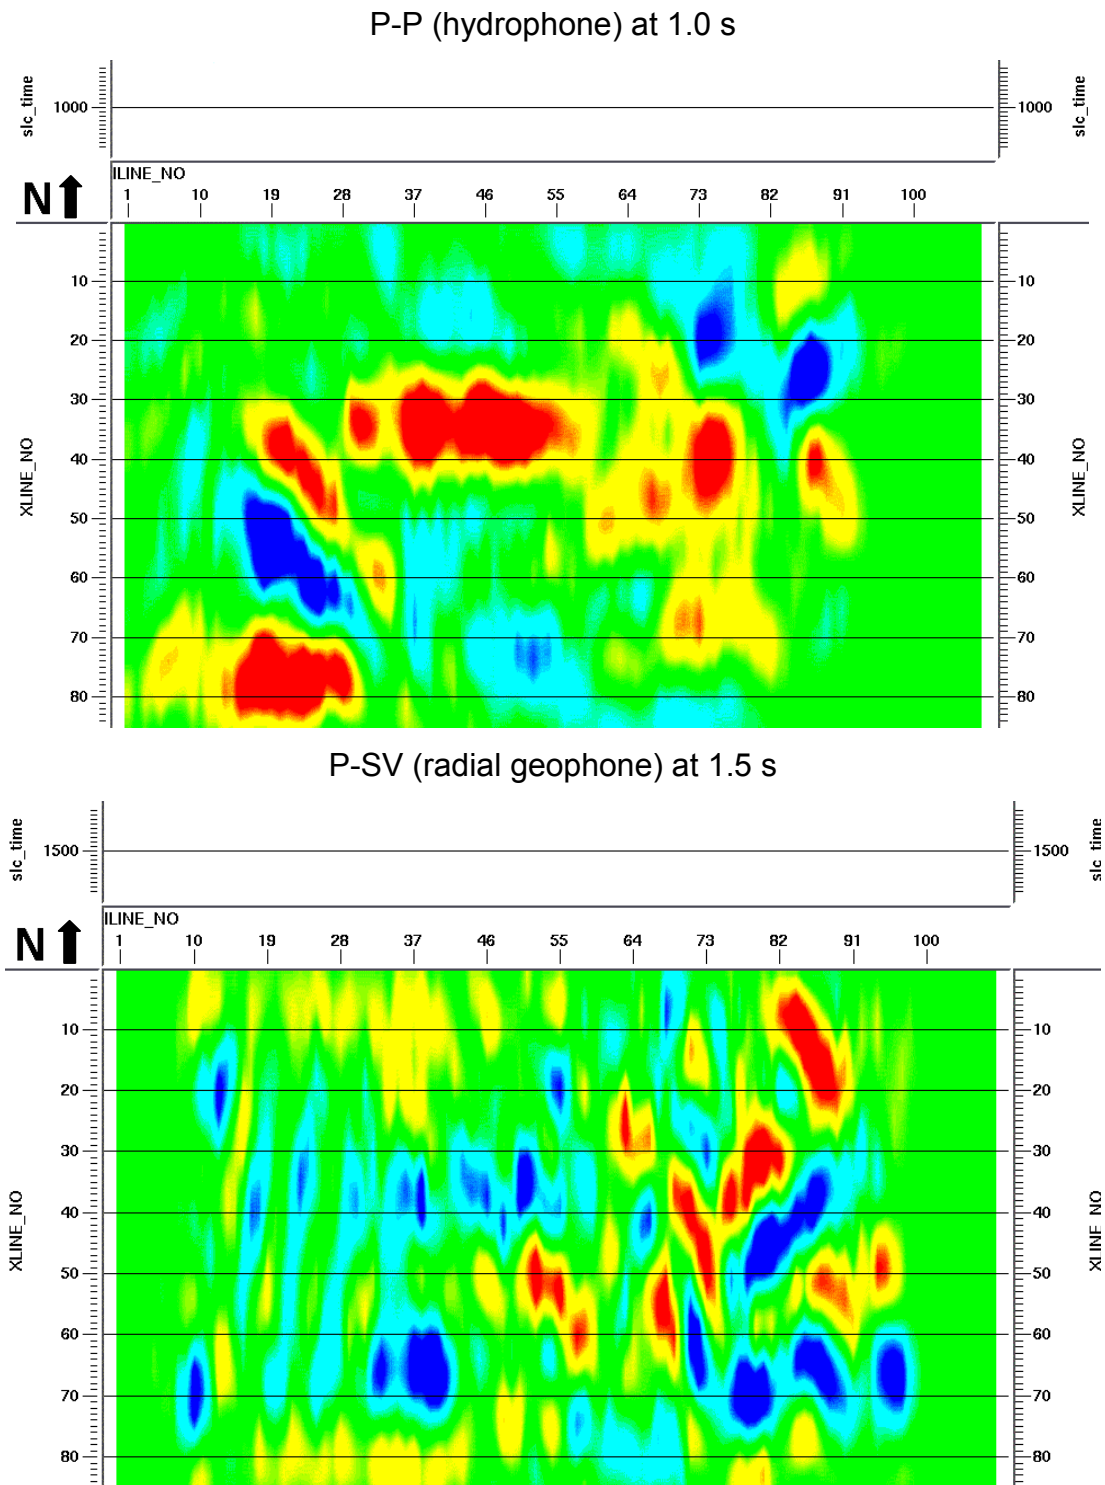 P-P (hydrophone) at 1.0 s
slc_time 1000 1000 slc_time
ILINE_NO
N 1 10 19 28 37 46 55 64 73 82 91 100
10 10
20 20
30 30
40 40
XLINE_NO XLINE_NO
50 50
60 60
70 70
80 80
P-SV (radial geophone) at 1.5 s
slc_time 1500 1500 slc_time
ILINE_NO
N 1 10 19 28 37 46 55 64 73 82 91 100
10 10
20 20
30 30
40 40
XLINE_NO XLINE_NO
50 50
60 60
70 70
80 80